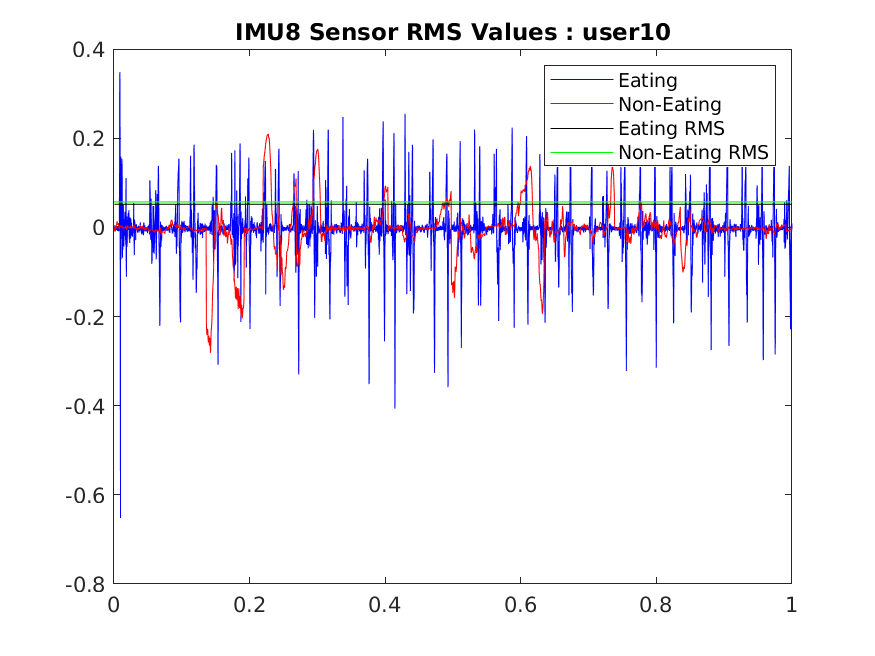 IMU8 Sensor RMS Values : user10
0.4
Eating
Non-Eating
Eating RMS
Non-Eating RMS
0.2
0
-0.2
-0.4
-0.6
-0.8
0 0.2 0.4 0.6 0.8 1